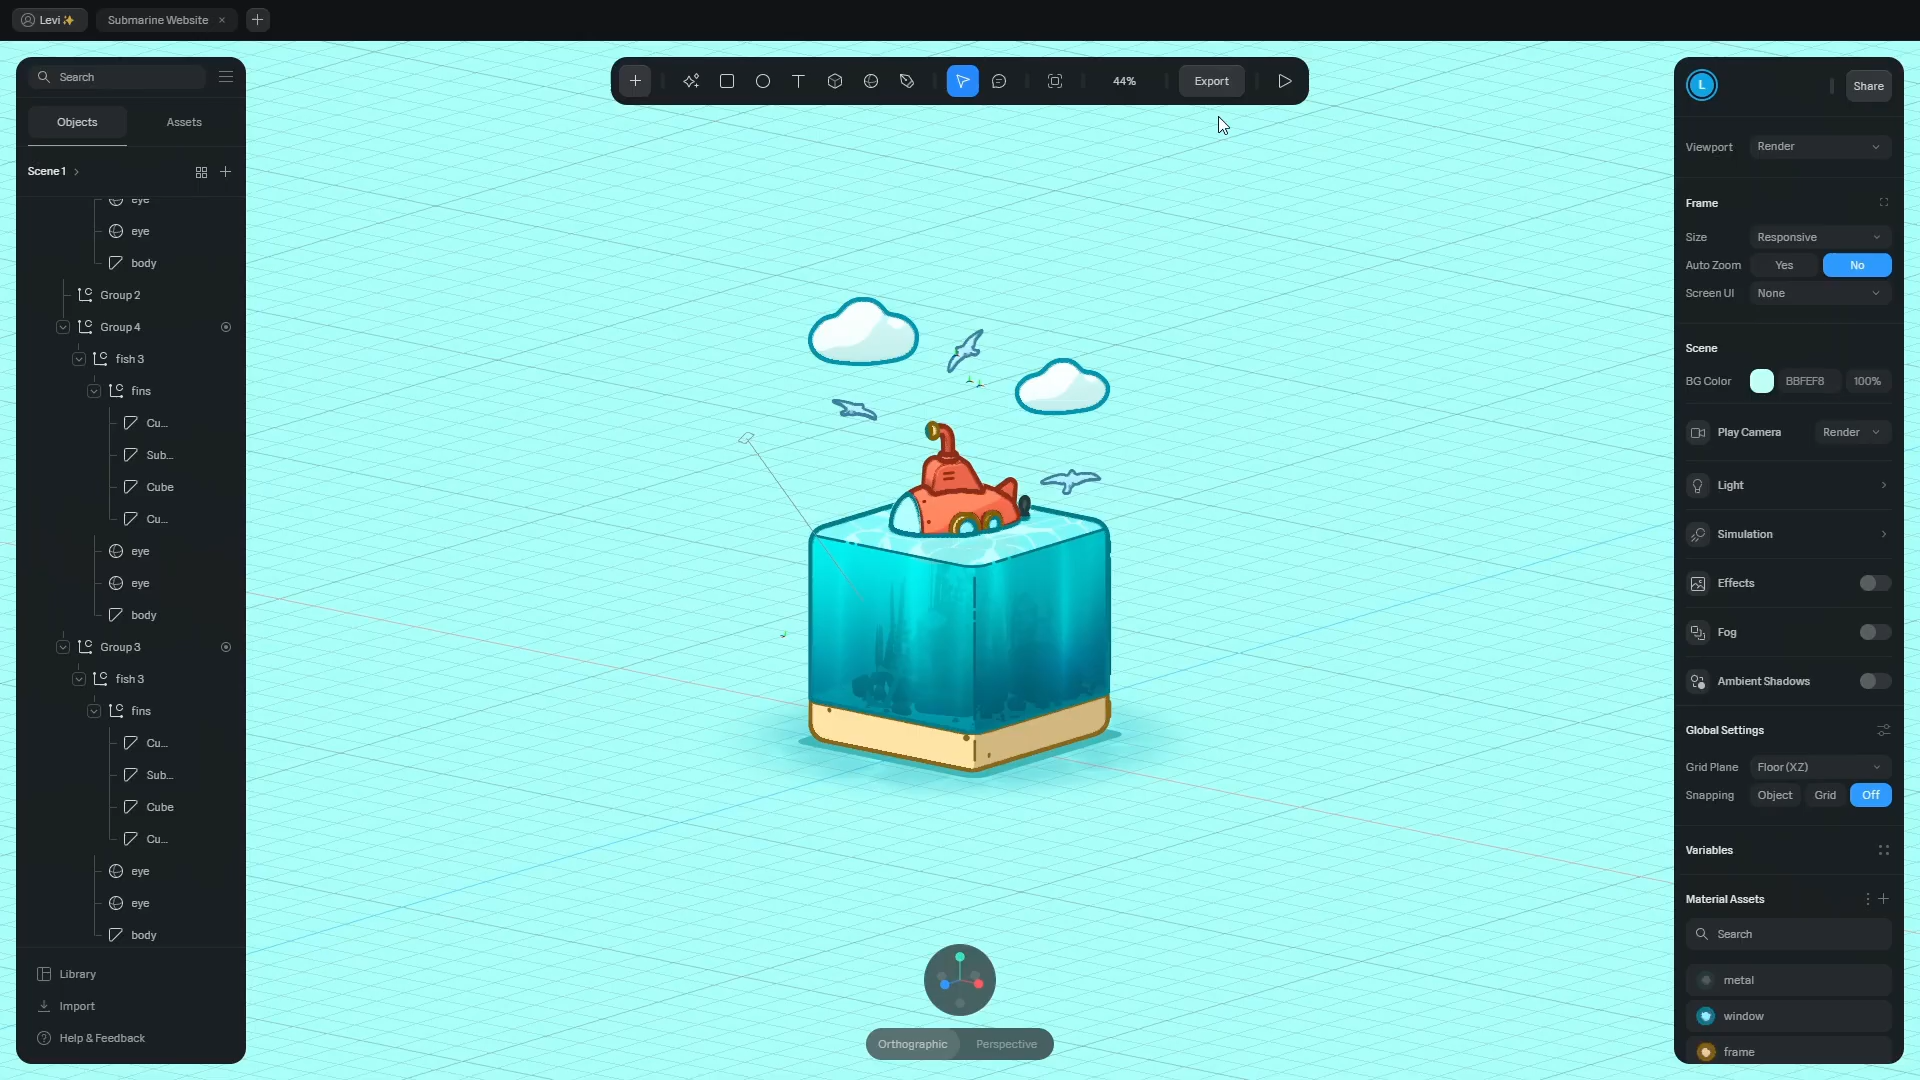 Levi✨
Submarine Website
Search
Objects
Assets
Scene 1
eye
eye
body
Group 2
Group 4
fish 3
fins
Cu...
Sub...
Cube
Cu...
eye
eye
body
Group 3
fish 3
fins
Cu...
Sub...
Cube
Cu...
eye
eye
body
Library
Import
Help & Feedback
44%
Export
Orthographic
Perspective
L
Share
Viewport
Render
Frame
Size
Responsive
Auto Zoom
Yes
No
Screen UI
None
Scene
BG Color
BBFEF8
100%
Play Camera
Render
Light
Simulation
Effects
Fog
Ambient Shadows
Global Settings
Grid Plane
Floor (XZ)
Snapping
Object
Grid
Off
Variables
Material Assets
Search
metal
window
frame